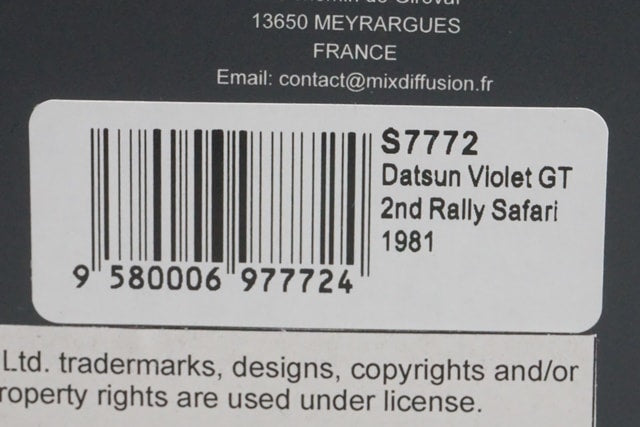 13650 MEYRARGUES
FRANCE
Email: contact@mixdiffusion.fr
S7772
Datsun Violet GT
2nd Rally Safari
1981
9 580006 977724
Ltd. tradermarks, designs, copyrights and/or
roperty rights are used under license.